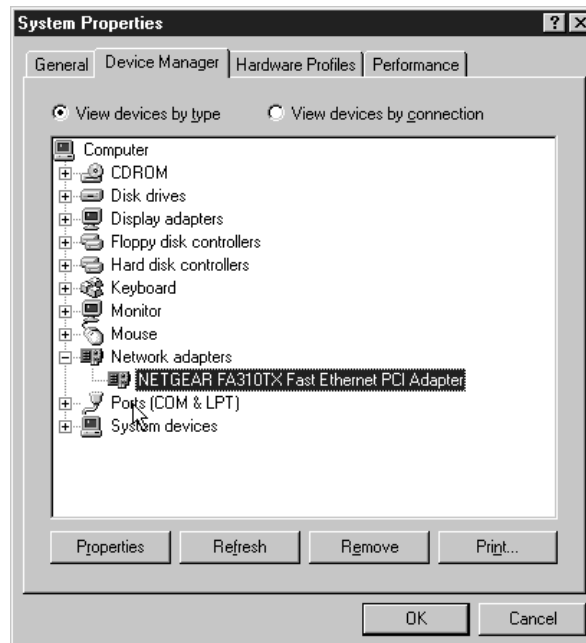 System Properties
General Device Manager Hardware Profiles Performance
View devices by type View devices by connection
Computer
CDROM
Disk drives
Display adapters
Floppy disk controllers
Hard disk controllers
Keyboard
Monitor
Mouse
Network adapters
NETGEAR FA310TX Fast Ethernet PCI Adapter
Ports (COM & LPT)
System devices
Properties Refresh Remove Print...
OK Cancel